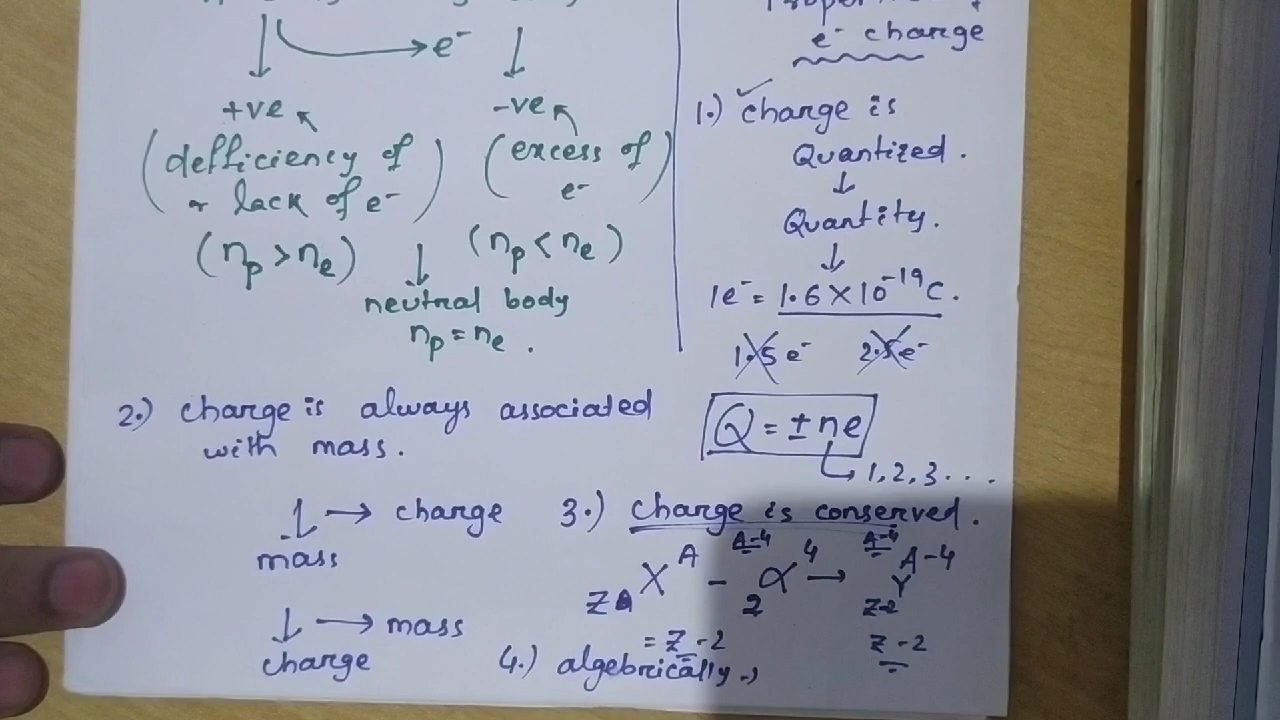 e⁻
+ve
-ve
(defficiency of
or lack of e⁻)
(excess of
e⁻)
(np > ne)
(np < ne)
neutral body
np = ne .
e⁻ charge
1.) charge is
Quantized .
Quantity .
1e⁻ = 1.6 × 10⁻¹⁹ C .
1.5 e⁻ 2.5 e⁻
Q = ± ne
1, 2, 3 . . . .
2.) charge is always associated
with mass .
→ charge
mass
→ mass
charge
3.) charge is conserved .
A-4 A-4
X A - α 4 → Y A-4
Z 2 Z-2
= Z - 2 Z - 2
4.) algebrically